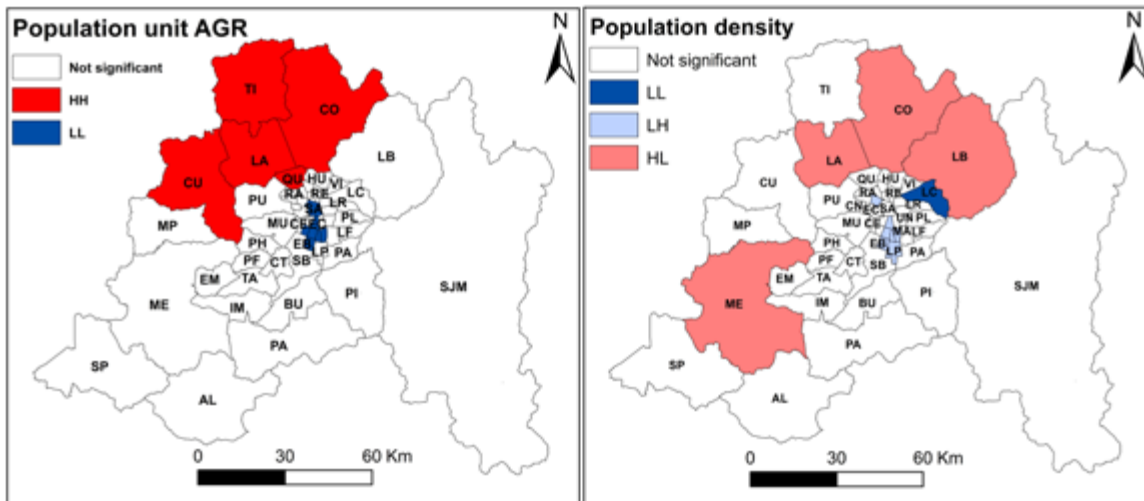 Population unit AGR
N
Not significant
HH
LL
TI
CO
LA
LB
CU
QU HU VI
RA RE LC
PU LR
SA PL
MP MU CE EC LF
PH EB LP PA
PF CT SB
EM TA
ME IM BU PI SJM
PA
SP
AL
0 30 60 Km
Population density
N
Not significant
LL
LH
HL
TI
CO
LA
LB
CU
QU HU VI
RA RE LC
PU CN SA LR
EC UN PL
MP MU CE MA LF
PH EB LP PA
PF CT SB
EM TA
ME IM BU PI SJM
PA
SP
AL
0 30 60 Km